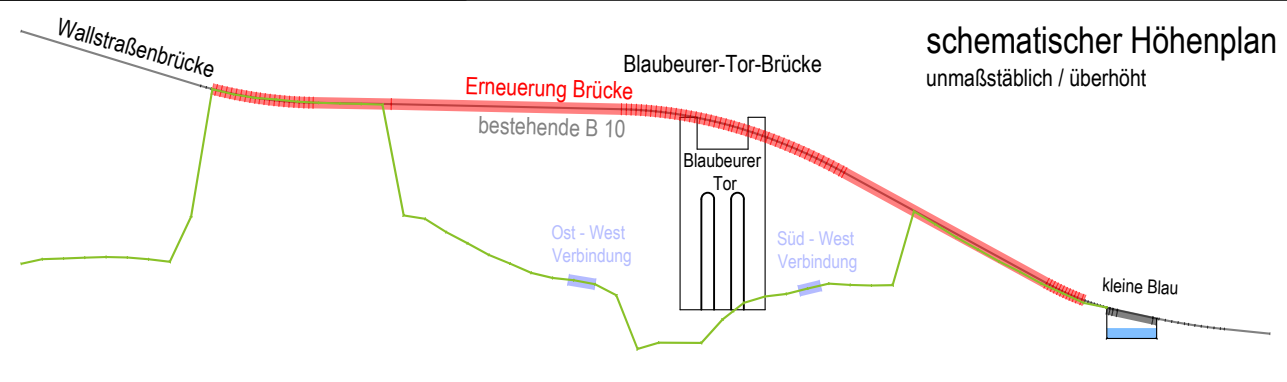 Wallstraßenbrücke
schematischer Höhenplan
unmaßstäblich / überhöht
Blaubeurer-Tor-Brücke
Erneuerung Brücke
bestehende B 10
Blaubeurer
Tor
Ost - West
Verbindung
Süd - West
Verbindung
kleine Blau